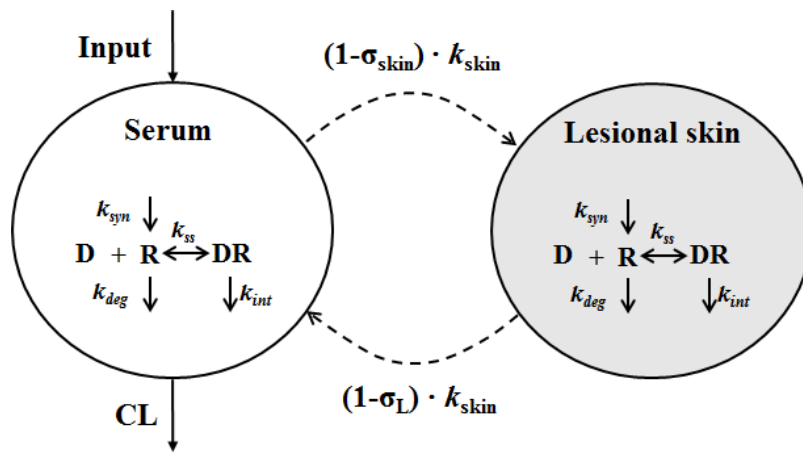 Input
(1-σskin) · kskin
Serum
Lesional skin
ksyn
kss
D + R DR
kdeg
kint
ksyn
kss
D + R DR
kdeg
kint
(1-σL) · kskin
CL